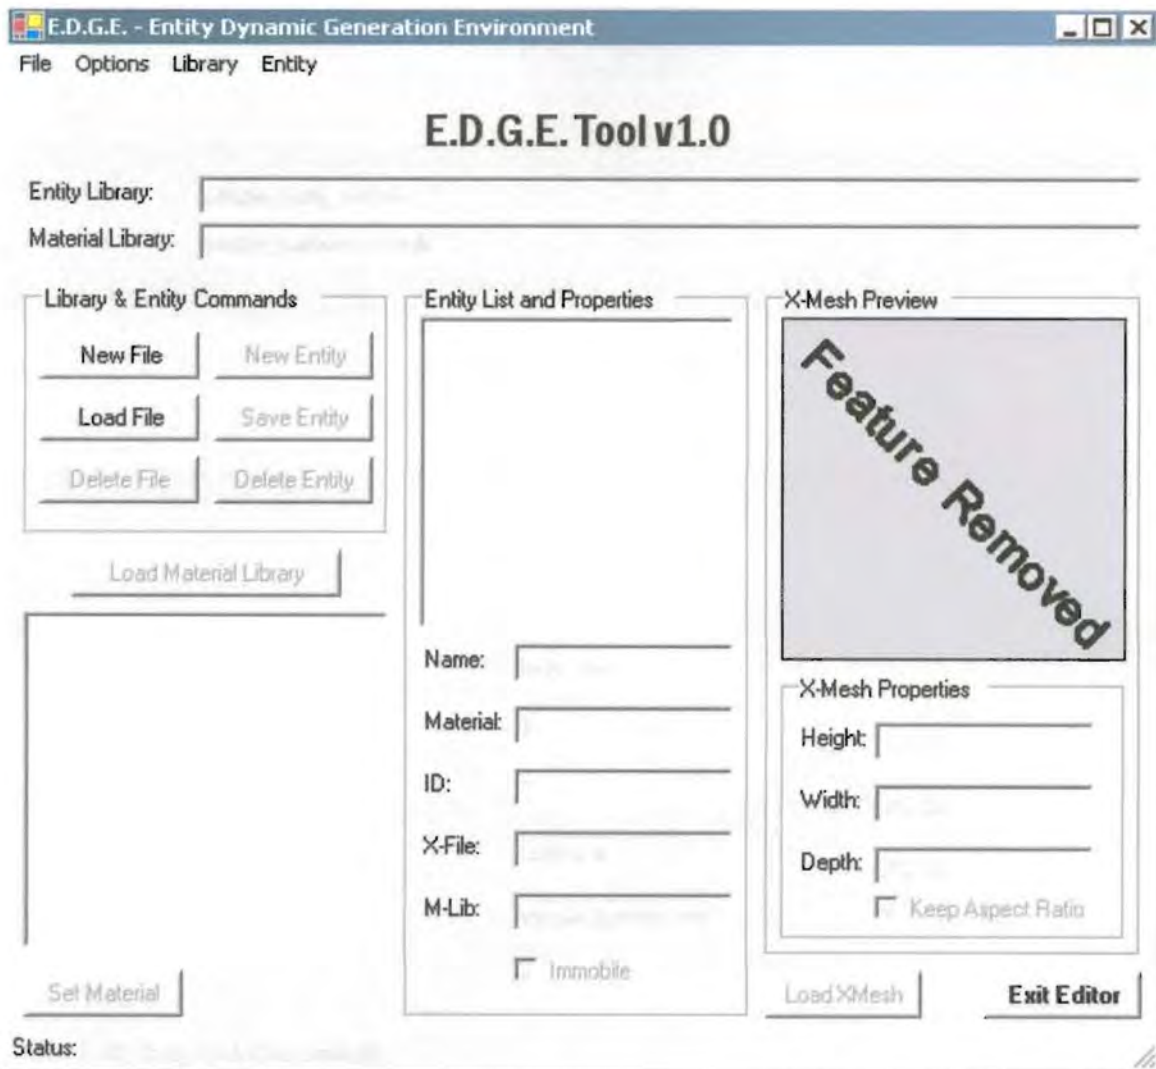 E.D.G.E. - Entity Dynamic Generation Environment
File Options Library Entity
E.D.G.E. Tool v1.0
Entity Library:
Material Library:
Library & Entity Commands
New File New Entity
Load File Save Entity
Delete File Delete Entity
Load Material Library
Set Material
Entity List and Properties
Name:
Material:
ID:
X-File:
M-Lib:
Immobile
X-Mesh Preview
Feature Removed
X-Mesh Properties
Height:
Width:
Depth:
Keep Aspect Ratio
Load XMesh
Exit Editor
Status: